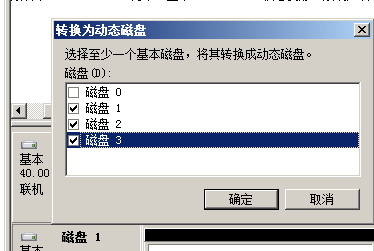 转换为动态磁盘
选择至少一个基本磁盘，将其转换成动态磁盘。
磁盘(D):
磁盘 0
磁盘 1
磁盘 2
磁盘 3
基本
40.00
联机
确定
取消
磁盘 1
基本